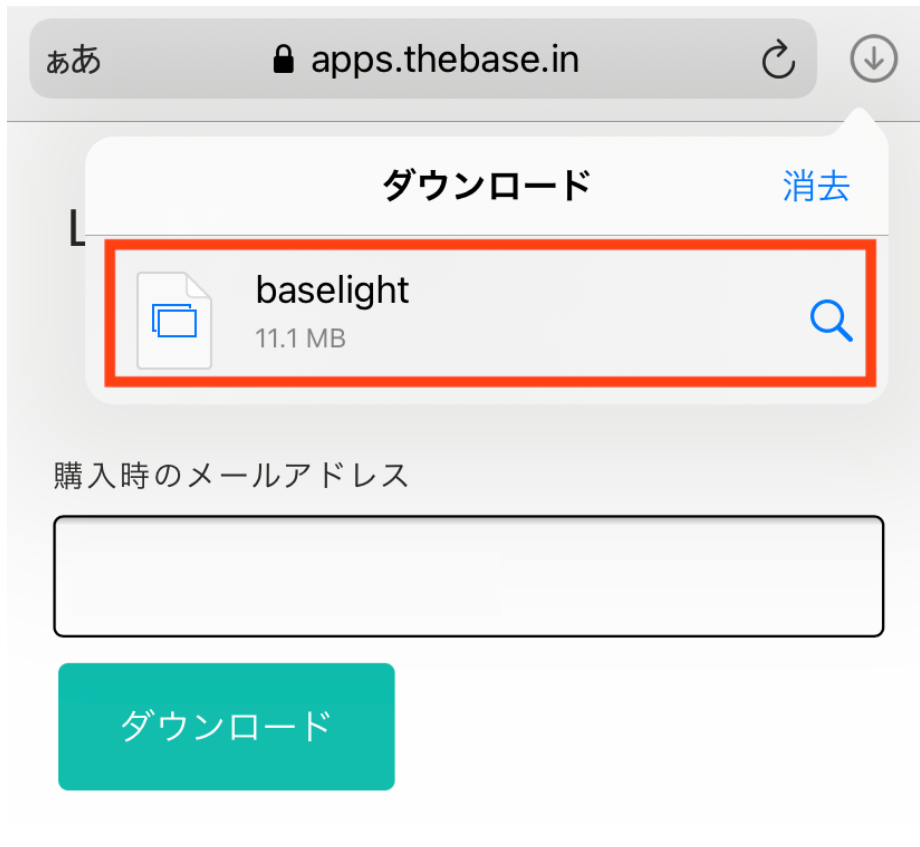 ぁあ apps.thebase.in
ダウンロード 消去
L
baselight
11.1 MB
購入時のメールアドレス
ダウンロード